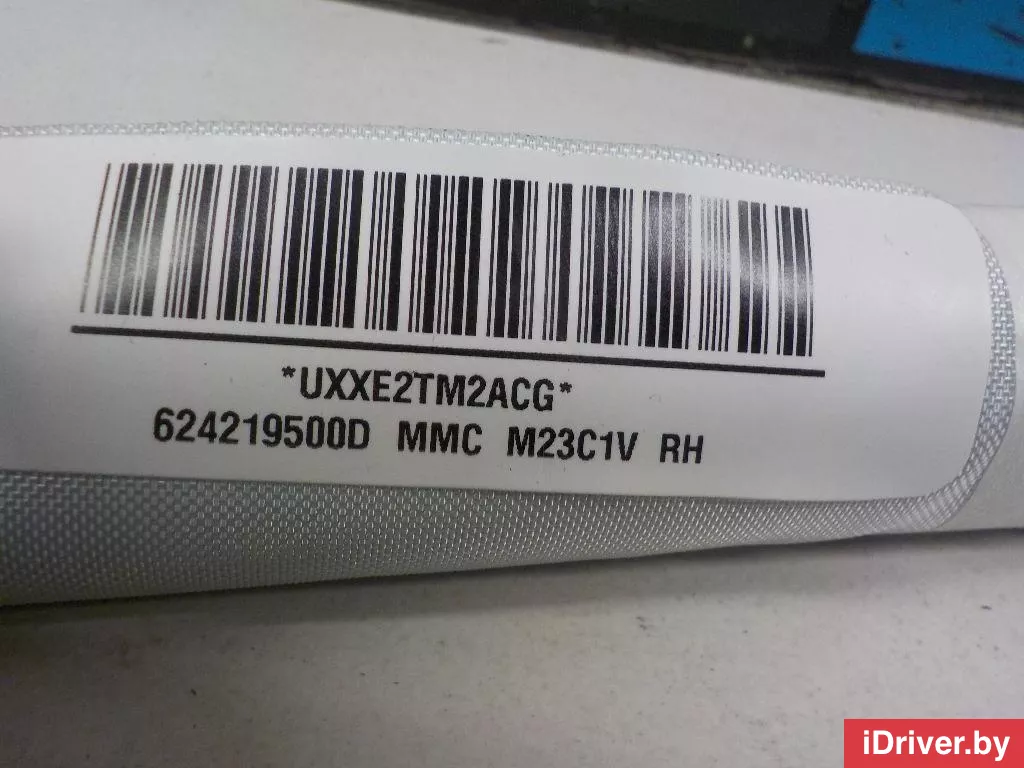 *UXXE2TM2ACG*
624219500D MMC M23C1V RH
iDriver.by